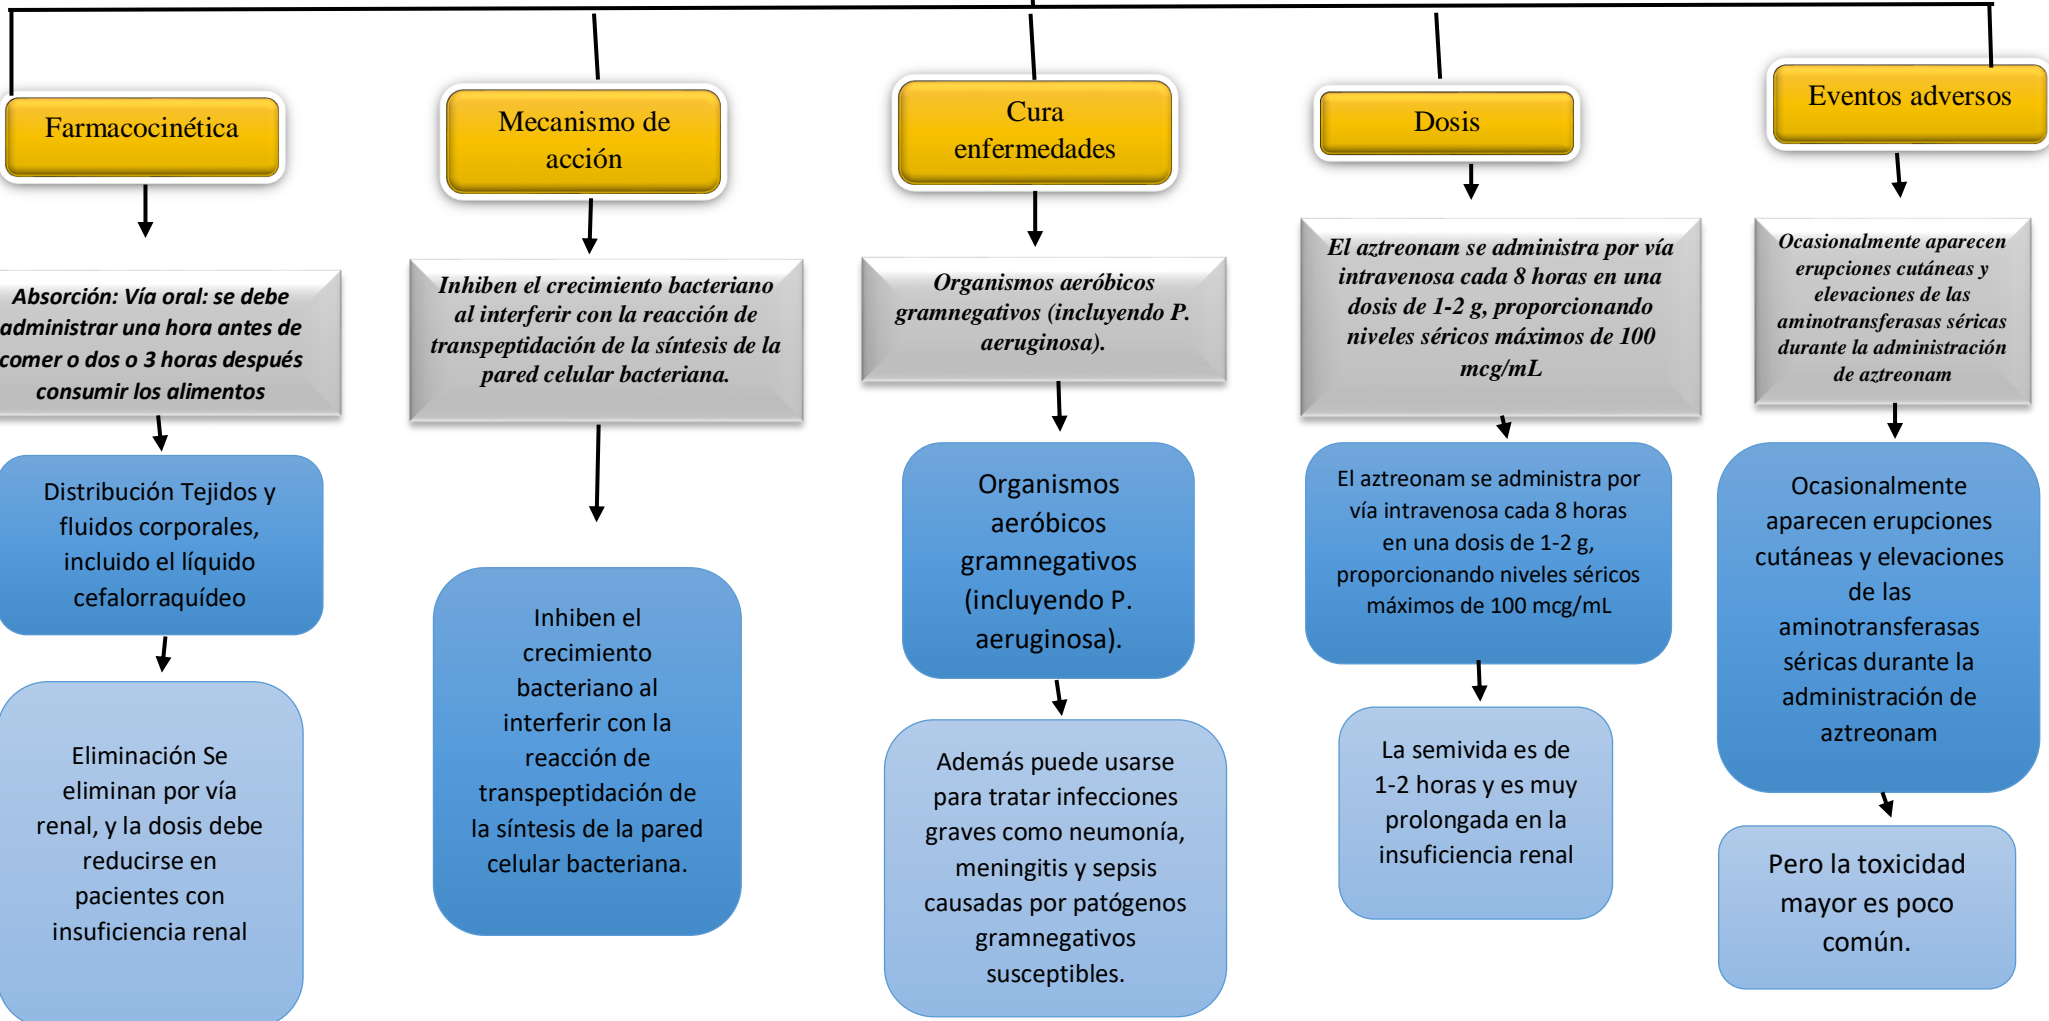 Farmacocinética
Absorción: Vía oral: se debe
administrar una hora antes de
comer o dos o 3 horas después
consumir los alimentos
Distribución Tejidos y
fluidos corporales,
incluido el líquido
cefalorraquídeo
Eliminación Se
eliminan por vía
renal, y la dosis debe
reducirse en
pacientes con
insuficiencia renal
Mecanismo de
acción
Inhiben el crecimiento bacteriano
al interferir con la reacción de
transpeptidación de la síntesis de la
pared celular bacteriana.
Inhiben el
crecimiento
bacteriano al
interferir con la
reacción de
transpeptidación de
la síntesis de la pared
celular bacteriana.
Cura
enfermedades
Organismos aeróbicos
gramnegativos (incluyendo P.
aeruginosa).
Organismos
aeróbicos
gramnegativos
(incluyendo P.
aeruginosa).
Además puede usarse
para tratar infecciones
graves como neumonía,
meningitis y sepsis
causadas por patógenos
gramnegativos
susceptibles.
Dosis
El aztreonam se administra por vía
intravenosa cada 8 horas en una
dosis de 1-2 g, proporcionando
niveles séricos máximos de 100
mcg/mL
El aztreonam se administra por
vía intravenosa cada 8 horas
en una dosis de 1-2 g,
proporcionando niveles séricos
máximos de 100 mcg/mL
La semivida es de
1-2 horas y es muy
prolongada en la
insuficiencia renal
Eventos adversos
Ocasionalmente aparecen
erupciones cutáneas y
elevaciones de las
aminotransferasas séricas
durante la administración
de aztreonam
Ocasionalmente
aparecen erupciones
cutáneas y elevaciones
de las
aminotransferasas
séricas durante la
administración de
aztreonam
Pero la toxicidad
mayor es poco
común.